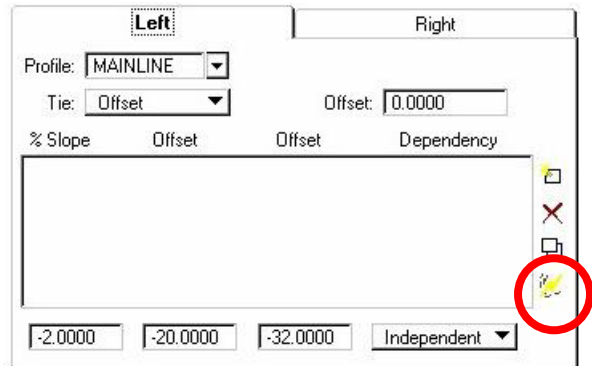 Left Right
Profile: MAINLINE
Tie: Offset Offset: 0.0000
% Slope Offset Offset Dependency
-2.0000 -20.0000 -32.0000 Independent